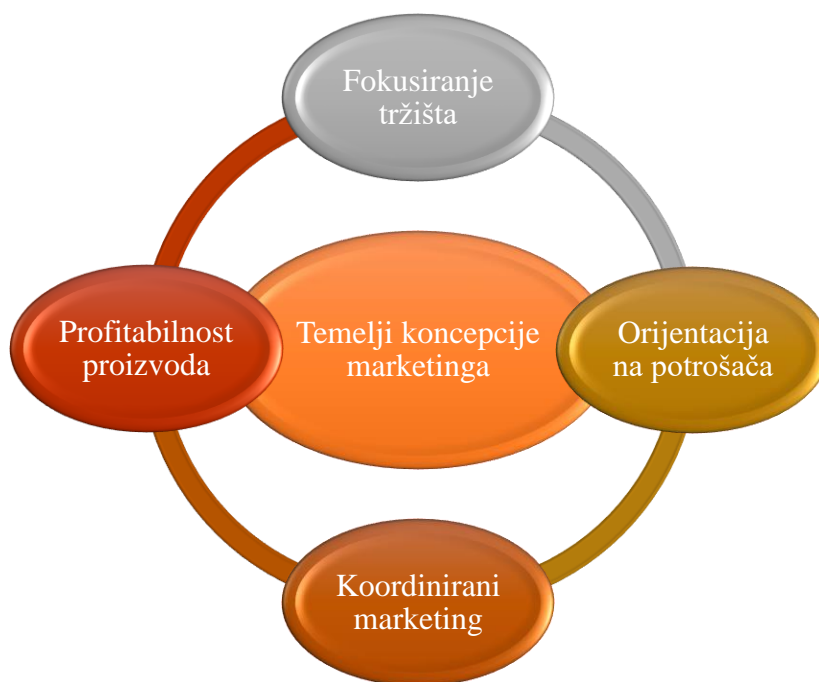 Fokusiranje
tržišta
Profitabilnost
proizvoda
Temelji koncepcije
marketinga
Orijentacija
na potrošača
Koordinirani
marketing